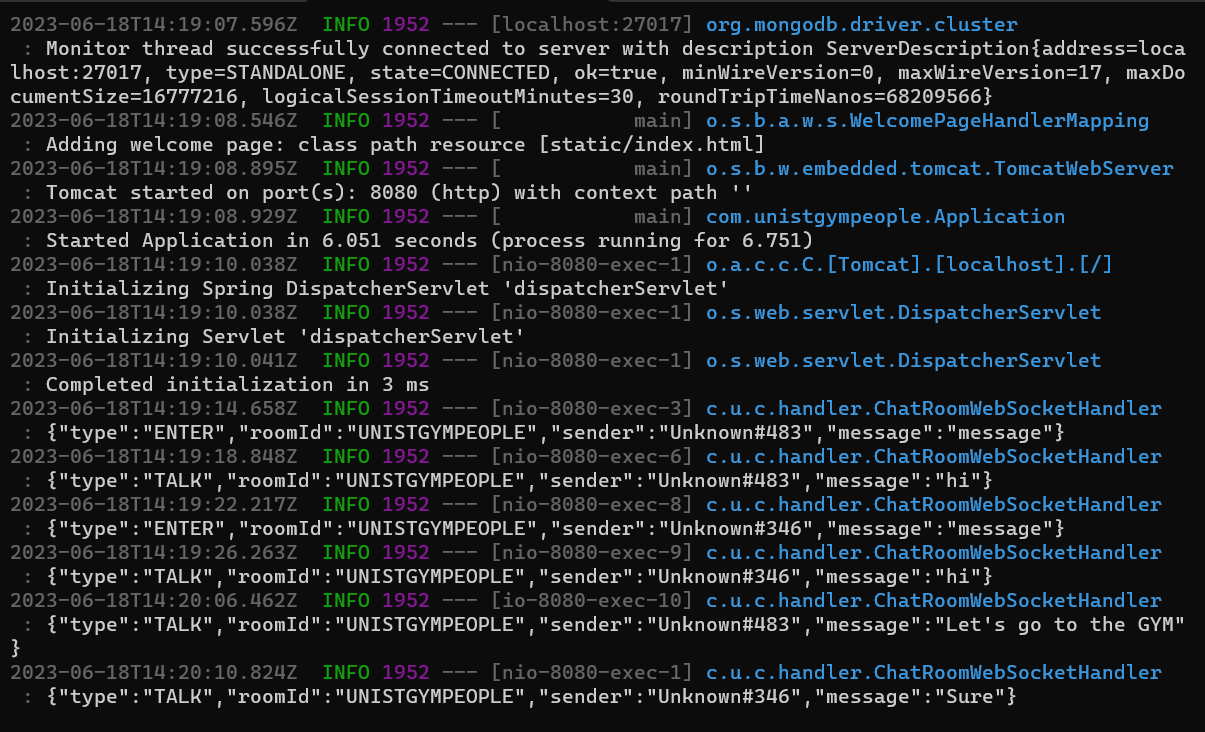 2023-06-18T14:19:07.596Z  INFO 1952 --- [localhost:27017] org.mongodb.driver.cluster
 : Monitor thread successfully connected to server with description ServerDescription{address=loca
lhost:27017, type=STANDALONE, state=CONNECTED, ok=true, minWireVersion=0, maxWireVersion=17, maxDo
cumentSize=16777216, logicalSessionTimeoutMinutes=30, roundTripTimeNanos=68209566}
2023-06-18T14:19:08.546Z  INFO 1952 --- [           main] o.s.b.a.w.s.WelcomePageHandlerMapping
 : Adding welcome page: class path resource [static/index.html]
2023-06-18T14:19:08.895Z  INFO 1952 --- [           main] o.s.b.w.embedded.tomcat.TomcatWebServer
 : Tomcat started on port(s): 8080 (http) with context path ''
2023-06-18T14:19:08.929Z  INFO 1952 --- [           main] com.unistgympeople.Application
 : Started Application in 6.051 seconds (process running for 6.751)
2023-06-18T14:19:10.038Z  INFO 1952 --- [nio-8080-exec-1] o.a.c.c.C.[Tomcat].[localhost].[/]
 : Initializing Spring DispatcherServlet 'dispatcherServlet'
2023-06-18T14:19:10.038Z  INFO 1952 --- [nio-8080-exec-1] o.s.web.servlet.DispatcherServlet
 : Initializing Servlet 'dispatcherServlet'
2023-06-18T14:19:10.041Z  INFO 1952 --- [nio-8080-exec-1] o.s.web.servlet.DispatcherServlet
 : Completed initialization in 3 ms
2023-06-18T14:19:14.658Z  INFO 1952 --- [nio-8080-exec-3] c.u.c.handler.ChatRoomWebSocketHandler
 : {"type":"ENTER","roomId":"UNISTGYMPEOPLE","sender":"Unknown#483","message":"message"}
2023-06-18T14:19:18.848Z  INFO 1952 --- [nio-8080-exec-6] c.u.c.handler.ChatRoomWebSocketHandler
 : {"type":"TALK","roomId":"UNISTGYMPEOPLE","sender":"Unknown#483","message":"hi"}
2023-06-18T14:19:22.217Z  INFO 1952 --- [nio-8080-exec-8] c.u.c.handler.ChatRoomWebSocketHandler
 : {"type":"ENTER","roomId":"UNISTGYMPEOPLE","sender":"Unknown#346","message":"message"}
2023-06-18T14:19:26.263Z  INFO 1952 --- [nio-8080-exec-9] c.u.c.handler.ChatRoomWebSocketHandler
 : {"type":"TALK","roomId":"UNISTGYMPEOPLE","sender":"Unknown#346","message":"hi"}
2023-06-18T14:20:06.462Z  INFO 1952 --- [io-8080-exec-10] c.u.c.handler.ChatRoomWebSocketHandler
 : {"type":"TALK","roomId":"UNISTGYMPEOPLE","sender":"Unknown#483","message":"Let's go to the GYM"
}
2023-06-18T14:20:10.824Z  INFO 1952 --- [nio-8080-exec-1] c.u.c.handler.ChatRoomWebSocketHandler
 : {"type":"TALK","roomId":"UNISTGYMPEOPLE","sender":"Unknown#346","message":"Sure"}